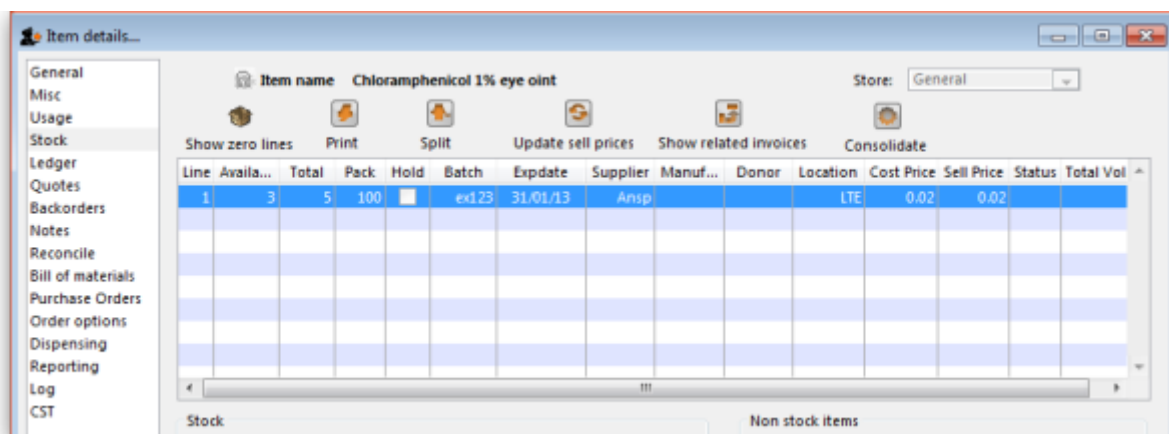 Item details...
General
Misc
Usage
Stock
Ledger
Quotes
Backorders
Notes
Reconcile
Bill of materials
Purchase Orders
Order options
Dispensing
Reporting
Log
CST
Item name Chloramphenicol 1% eye oint
Store: General
Show zero lines Print Split Update sell prices Show related invoices Consolidate
Line Availa... Total Pack Hold Batch Expdate Supplier Manuf... Donor Location Cost Price Sell Price Status Total Vol
1 3 5 100 ex123 31/01/13 Ansp LTE 0.02 0.02
Stock Non stock items